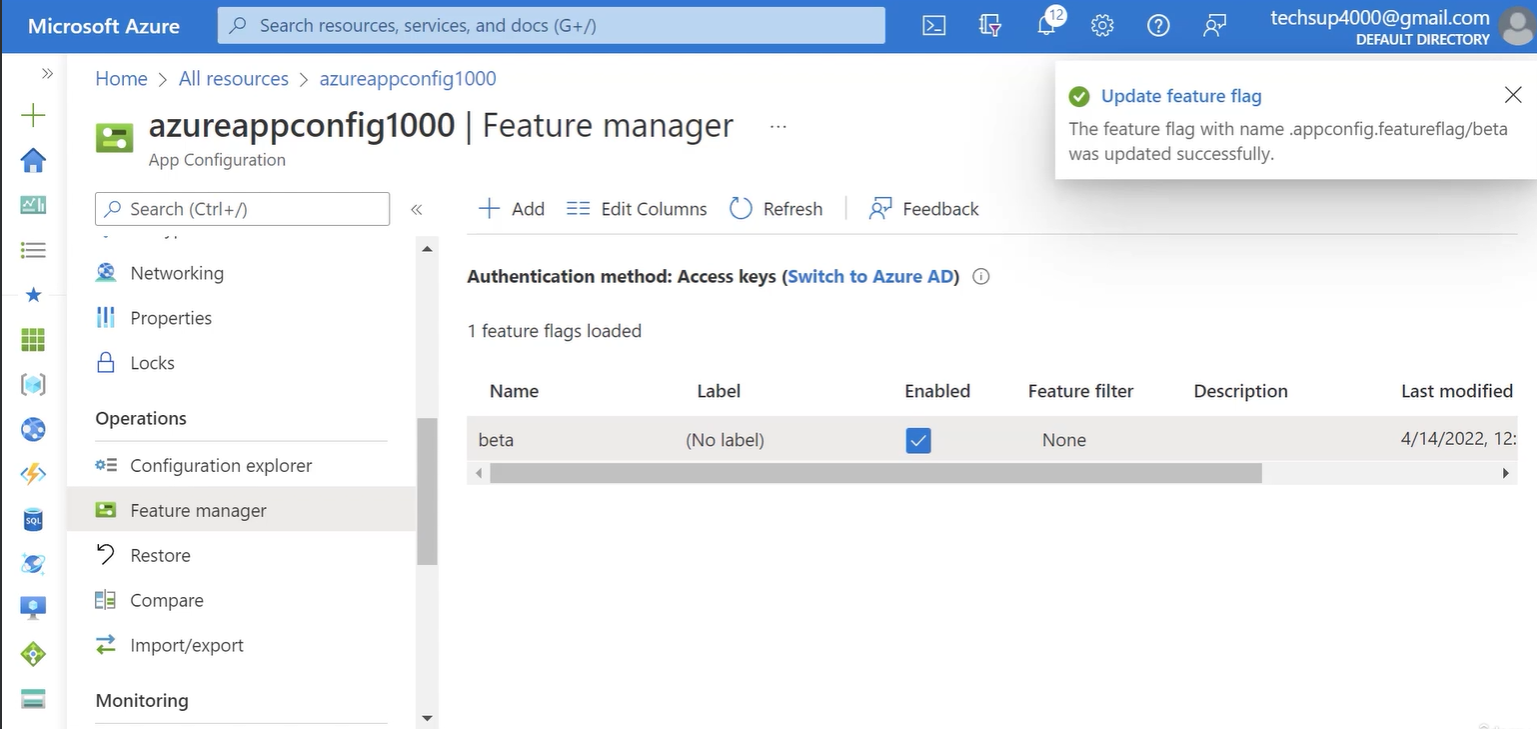 Microsoft Azure
Search resources, services, and docs (G+/)
12
techsup4000@gmail.com
DEFAULT DIRECTORY
Home > All resources > azureappconfig1000
azureappconfig1000 | Feature manager ...
App Configuration
Update feature flag
The feature flag with name .appconfig.featureflag/beta
was updated successfully.
Search (Ctrl+/)
Add
Edit Columns
Refresh
Feedback
Networking
Properties
Locks
Operations
Configuration explorer
Feature manager
Restore
Compare
Import/export
Monitoring
Authentication method: Access keys (Switch to Azure AD)
1 feature flags loaded
Name Label Enabled Feature filter Description Last modified
beta (No label) None 4/14/2022, 12:
SQL